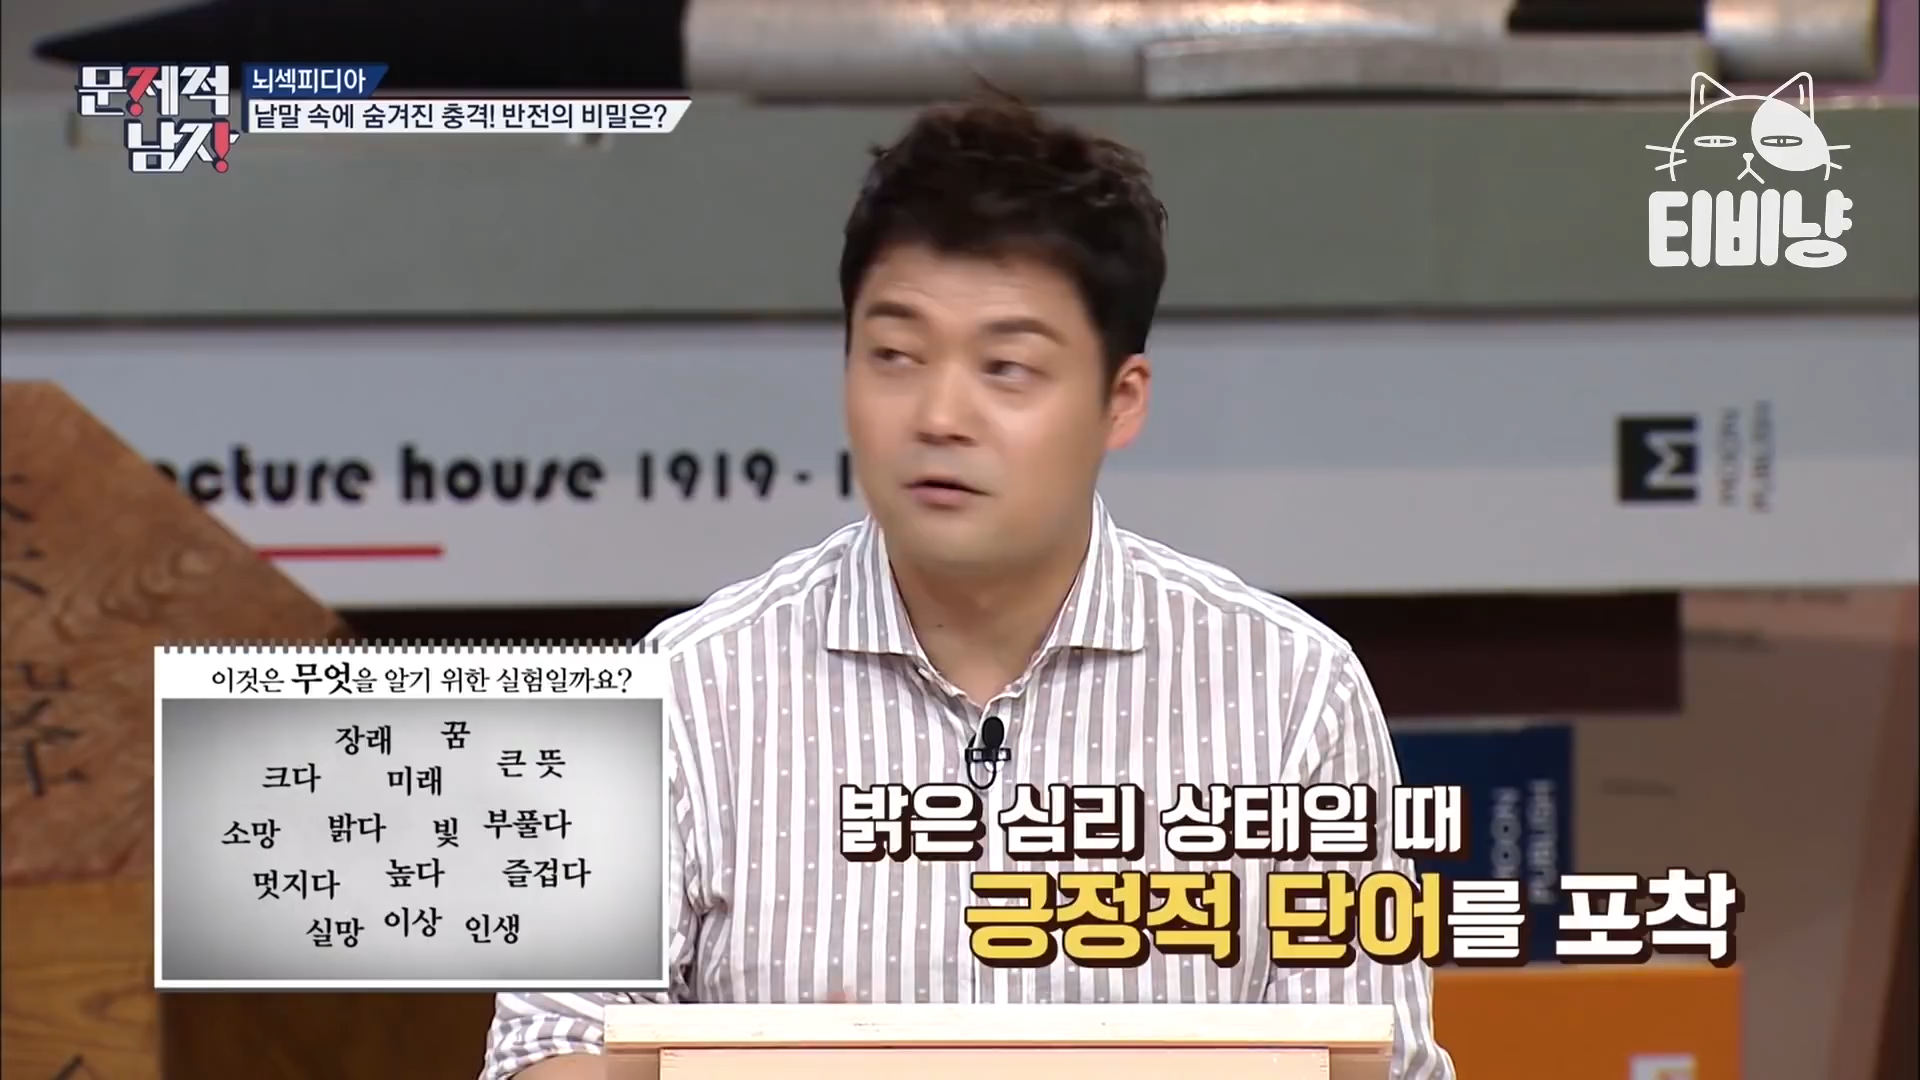 문제적
남자
뇌섹피디아
낱말 속에 숨겨진 충격! 반전의 비밀은?
티비냥
cture house 1919 -
M
이것은 무엇을 알기 위한 실험일까요?
장래 꿈
크다 미래 큰 뜻
소망 밝다 빛 부풀다
멋지다 높다 즐겁다
실망 이상 인생
밝은 심리 상태일 때
긍정적 단어를 포착